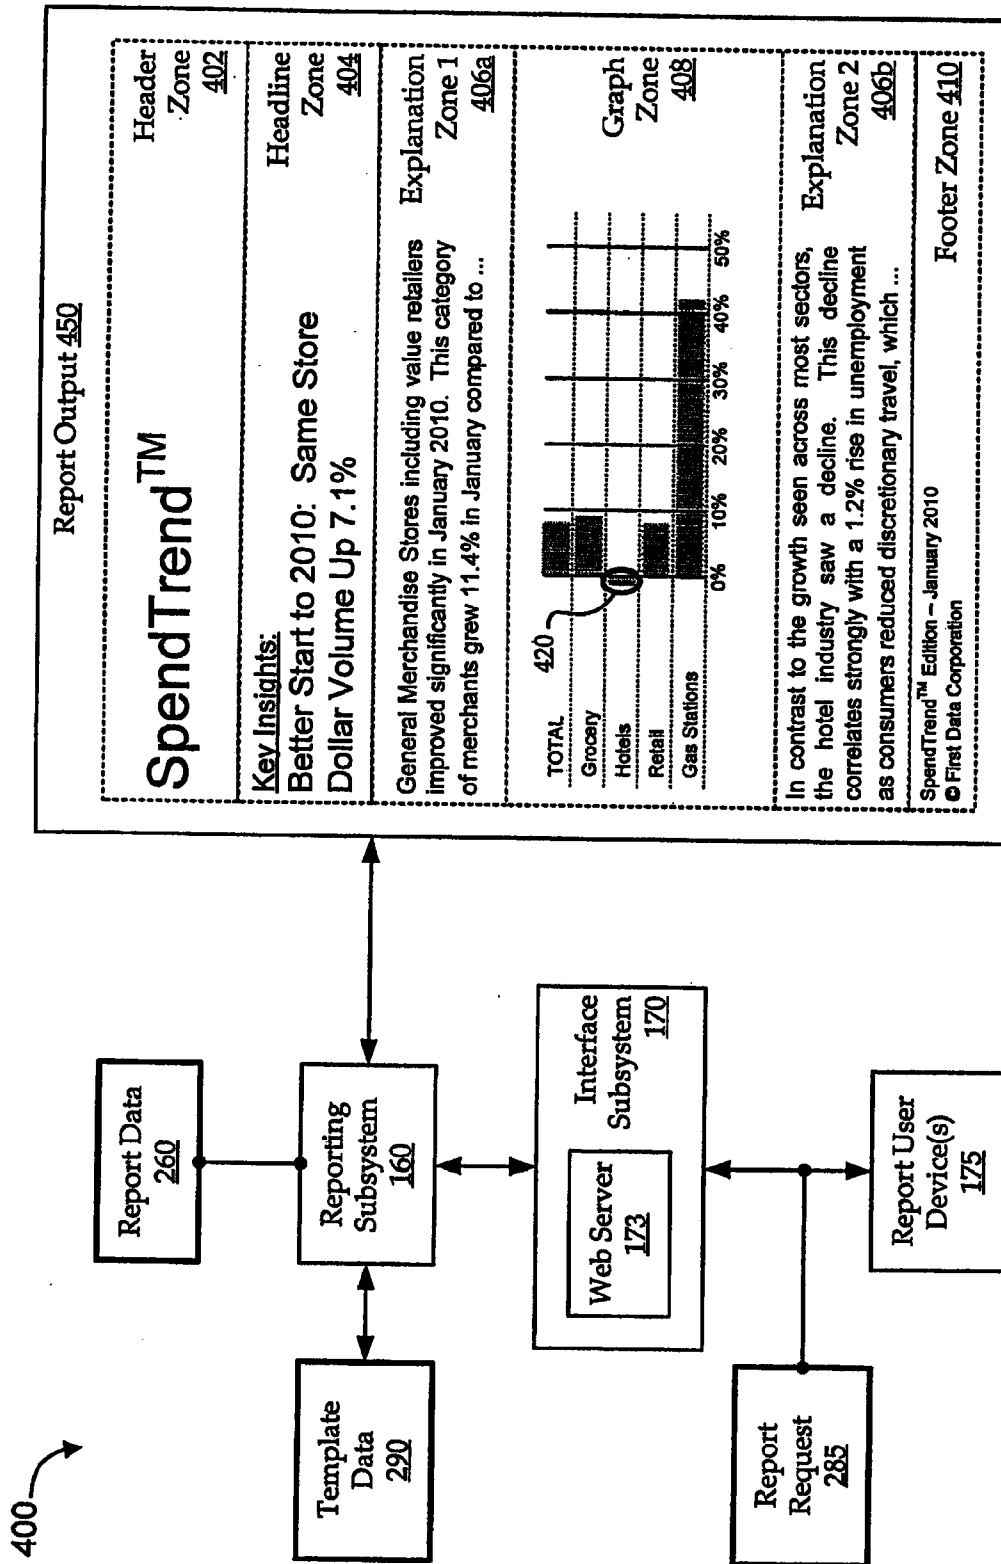 400
Report Data
260
Template
Data
290
Reporting
Subsystem
160
Interface
Subsystem
170
Web Server
173
Report
Request
285
Report User
Device(s)
175
Report Output 450
SpendTrend™
Header
Zone
402
Key Insights:
Better Start to 2010: Same Store
Dollar Volume Up 7.1%
Headline
Zone
404
General Merchandise Stores including value retailers
improved significantly in January 2010. This category
of merchants grew 11.4% in January compared to ...
Explanation
Zone 1
406a
420
TOTAL
Grocery
Hotels
Retail
Gas Stations
0%
10%
20%
30%
40%
50%
Graph
Zone
408
In contrast to the growth seen across most sectors,
the hotel industry saw a decline. This decline
correlates strongly with a 1.2% rise in unemployment
as consumers reduced discretionary travel, which ...
Explanation
Zone 2
406b
SpendTrend™ Edition – January 2010
© First Data Corporation
Footer Zone 410